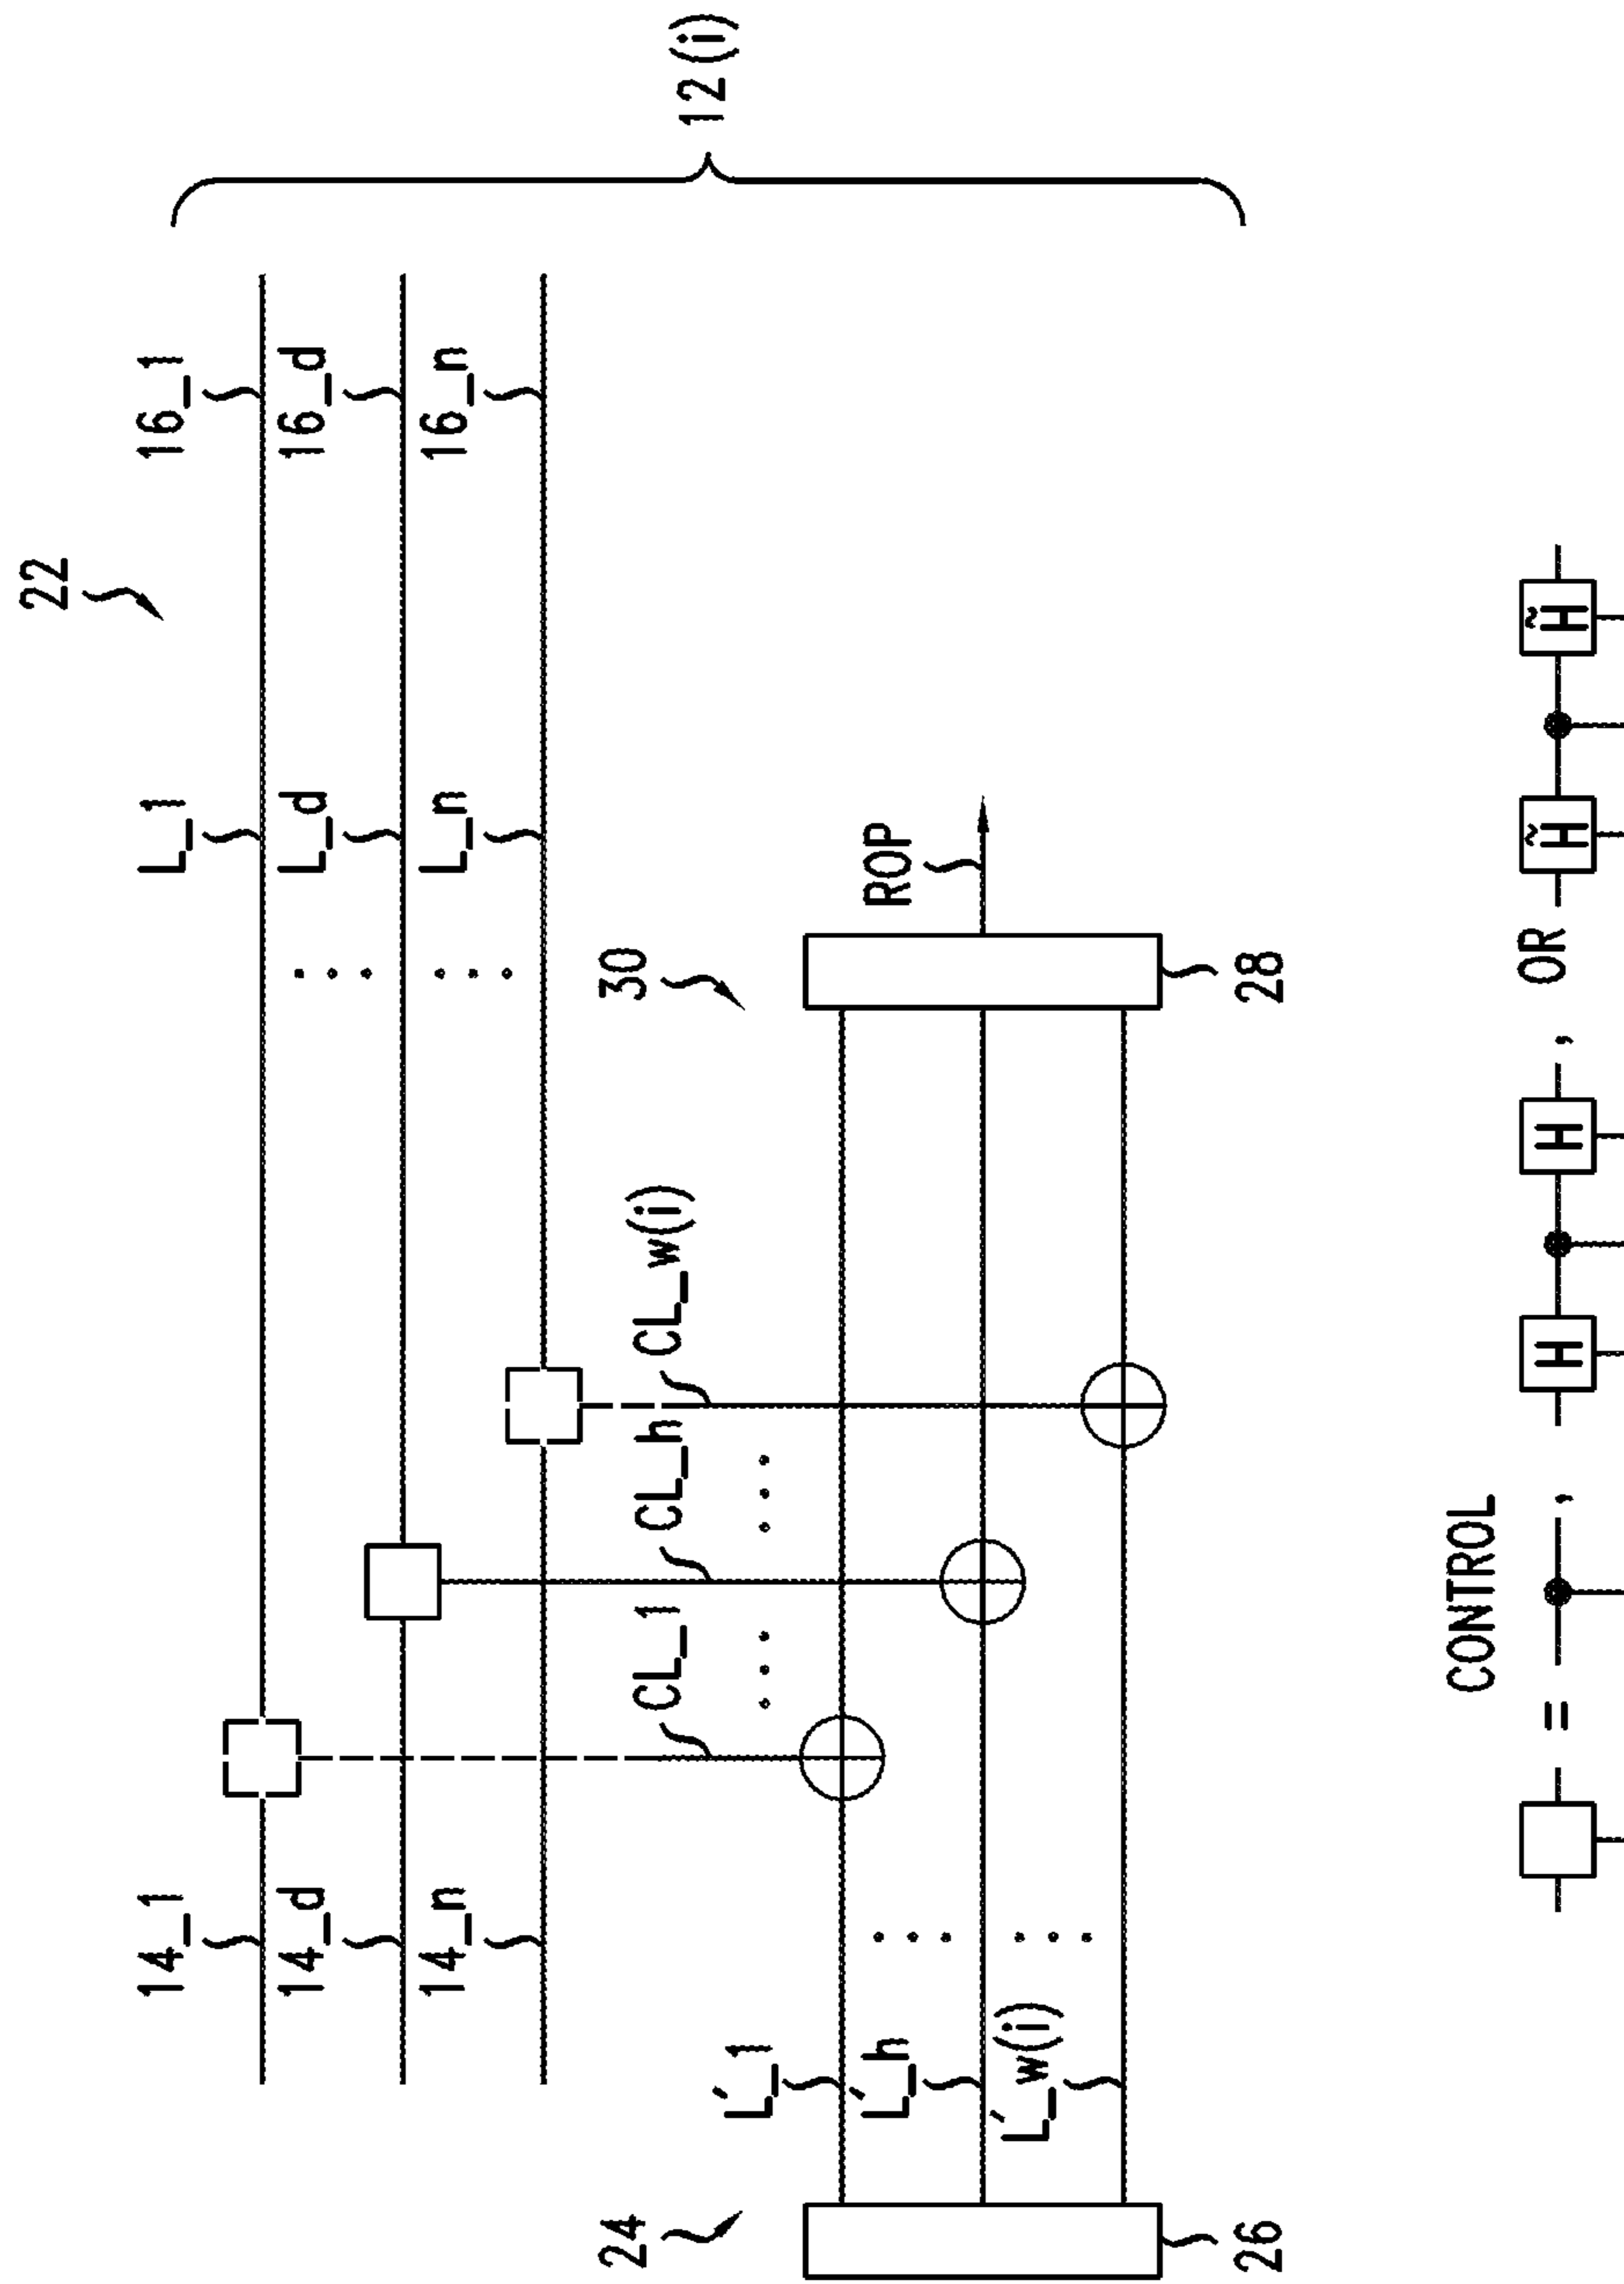 22
14_1
L_1
16_1
14_d
L_d
16_d
14_n
L_n
16_n
12(i)
24
CL_1
CL_h
CL_w(i)
30
L'_1
L'_h
L'_w(i)
ROP
26
28
CONTROL
= , H H , OR H̃ H̃